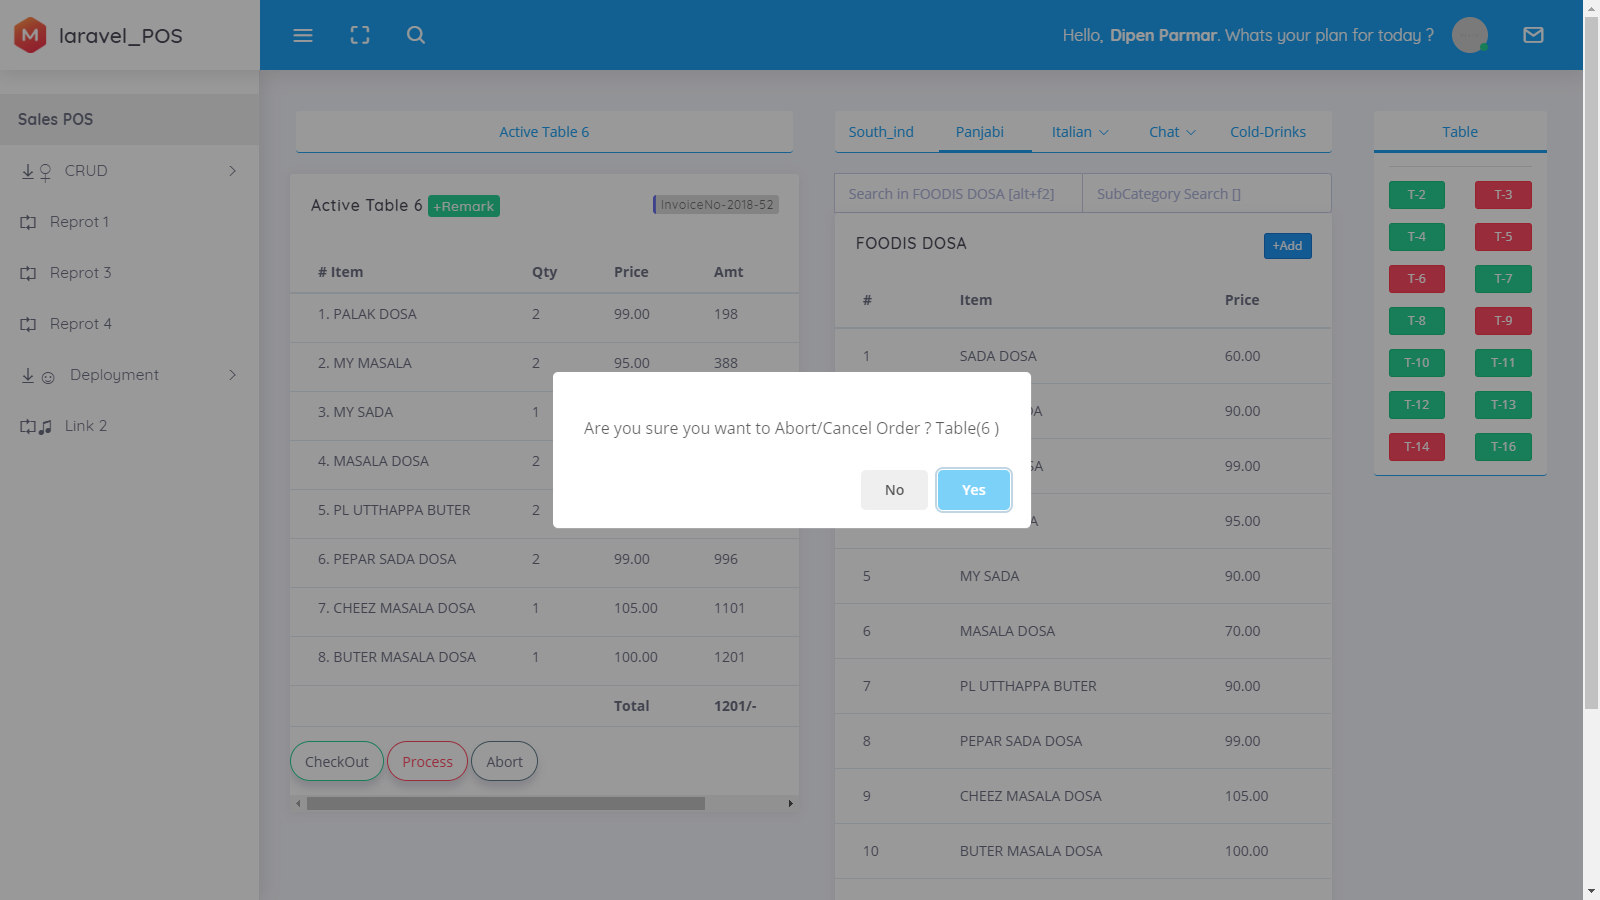 laravel_POS
Hello, Dipen Parmar. Whats your plan for today ?
Sales POS
CRUD
Reprot 1
Reprot 3
Reprot 4
Deployment
Link 2
Active Table 6
Active Table 6 +Remark
InvoiceNo-2018-52
# Item Qty Price Amt
1. PALAK DOSA 2 99.00 198
2. MY MASALA 2 95.00 388
3. MY SADA 1
4. MASALA DOSA 2
5. PL UTTHAPPA BUTER 2
6. PEPAR SADA DOSA 2 99.00 996
7. CHEEZ MASALA DOSA 1 105.00 1101
8. BUTER MASALA DOSA 1 100.00 1201
Total 1201/-
CheckOut Process Abort
Are you sure you want to Abort/Cancel Order ? Table(6 )
No Yes
South_ind Panjabi Italian Chat Cold-Drinks
Search in FOODIS DOSA [alt+f2] SubCategory Search []
FOODIS DOSA
+Add
# Item Price
1 SADA DOSA 60.00
90.00
99.00
95.00
5 MY SADA 90.00
6 MASALA DOSA 70.00
7 PL UTTHAPPA BUTER 90.00
8 PEPAR SADA DOSA 99.00
9 CHEEZ MASALA DOSA 105.00
10 BUTER MASALA DOSA 100.00
Table
T-2 T-3
T-4 T-5
T-6 T-7
T-8 T-9
T-10 T-11
T-12 T-13
T-14 T-16